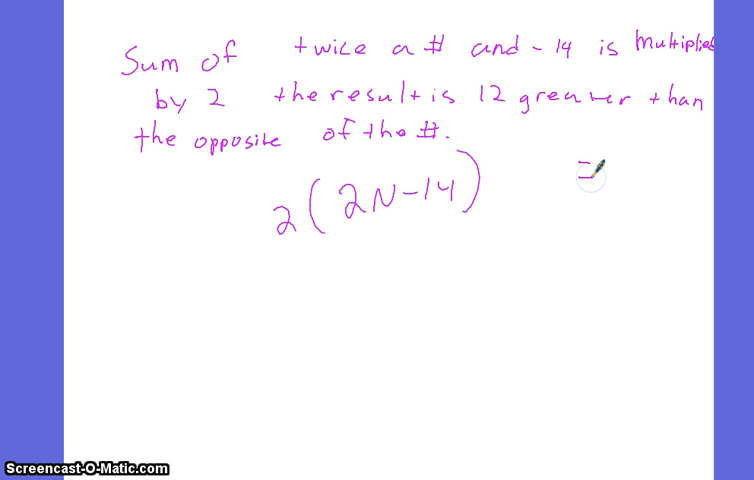 Sum of twice a # and -14 is multiplied
by 2 the result is 12 greater than
the opposite of the #.
2(2N-14) =
Screencast-O-Matic.com